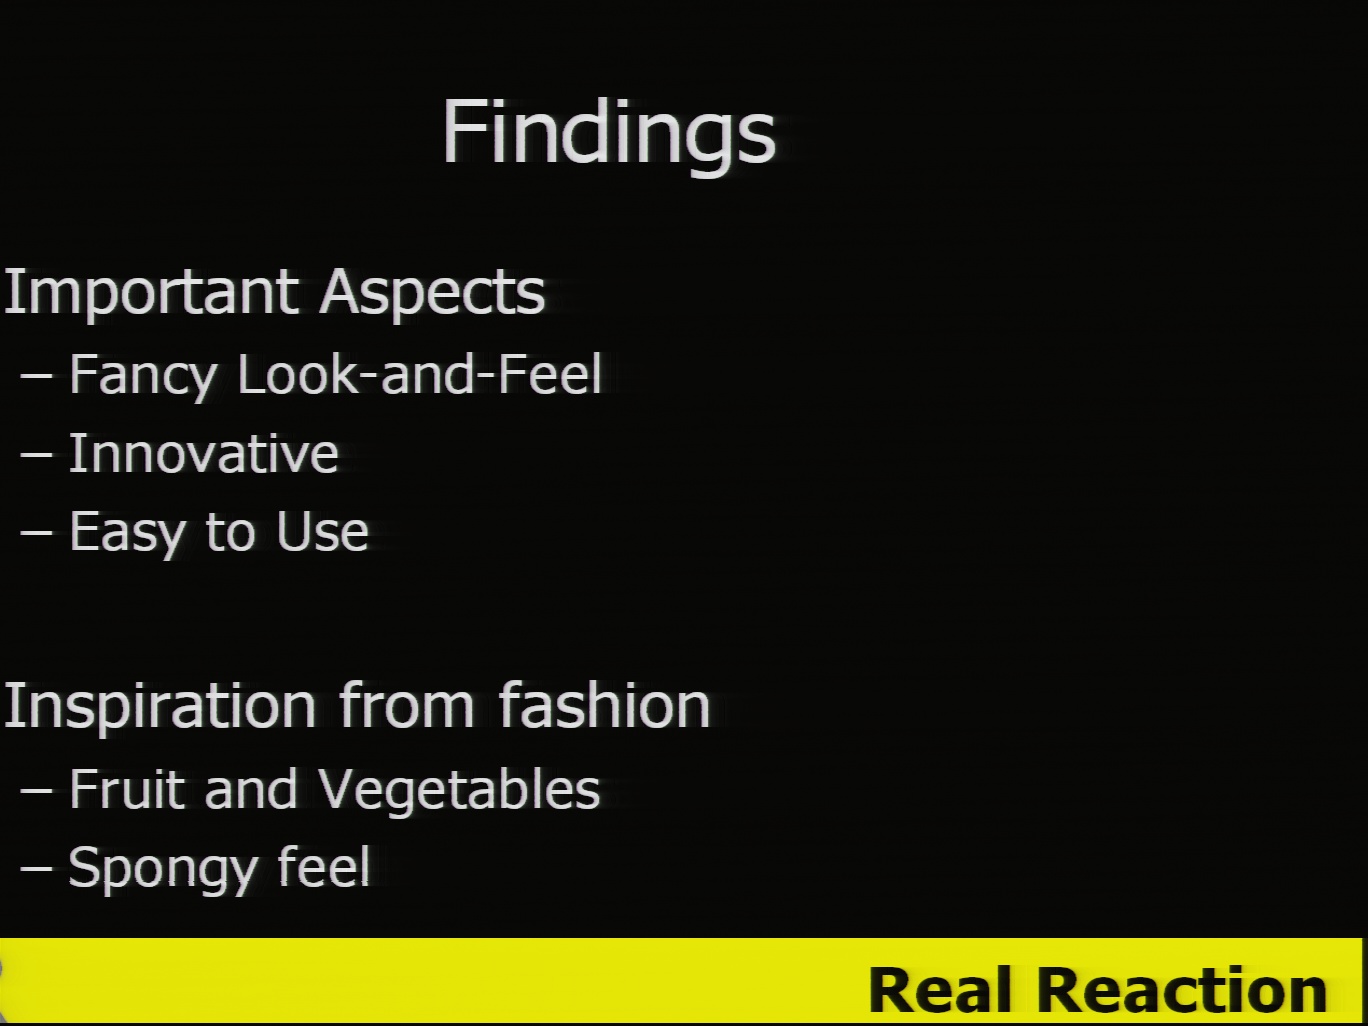 Findings
Important Aspects
– Fancy Look-and-Feel
– Innovative
– Easy to Use
Inspiration from fashion
– Fruit and Vegetables
– Spongy feel
Real Reaction